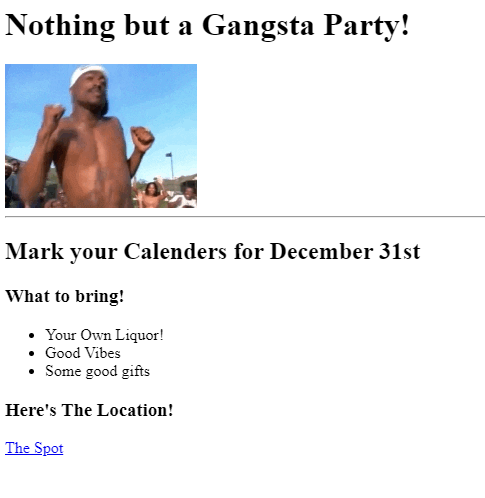 Nothing but a Gangsta Party!
Mark your Calenders for December 31st
What to bring!
Your Own Liquor!
Good Vibes
Some good gifts
Here's The Location!
The Spot